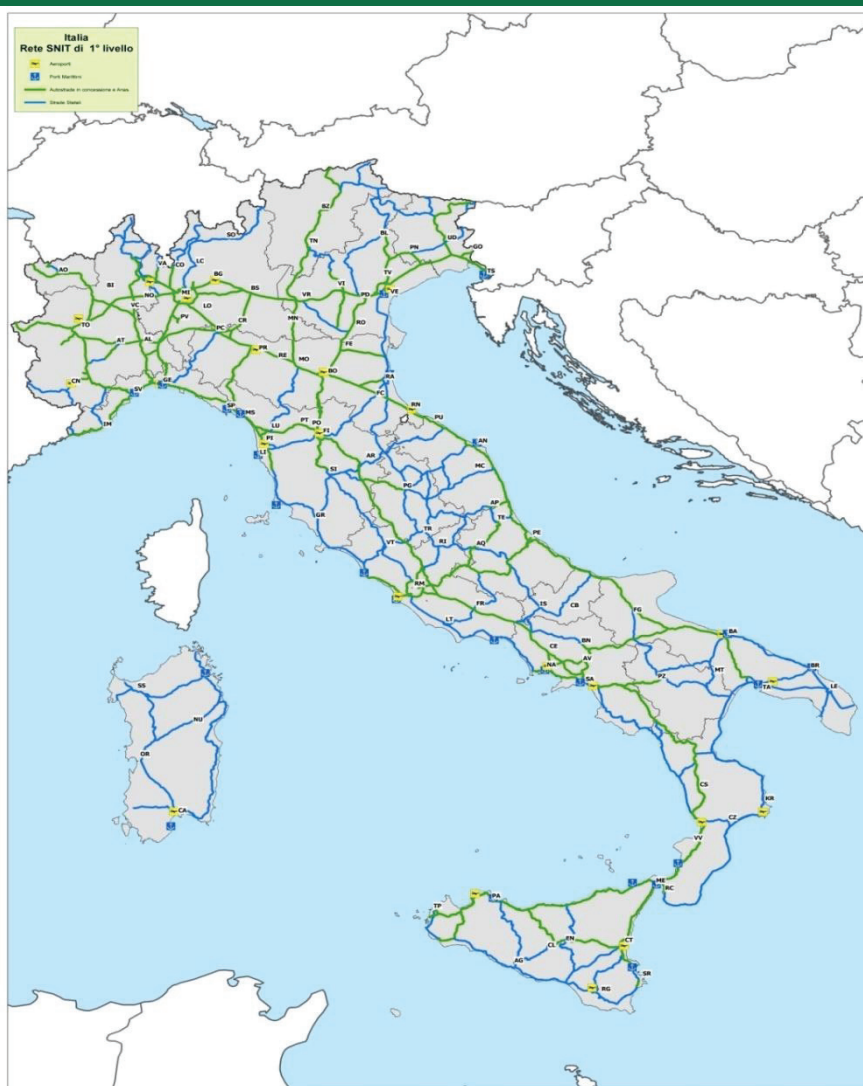 Italia
Rete SNIT di 1° livello
Aeroporti
Porti Marittimi
Autostrade in concessione e Anas
Strade Statali
BZ
SO
TN
BL
UD
PN
GO
AO
VA
CO
LC
BG
TV
TS
BI
NO
MI
BS
VR
VI
PD
VE
VC
LO
TO
PV
CR
MN
RO
AT
AL
PC
PR
RE
MO
FE
CN
GE
BO
RA
SV
SP
MS
FC
RN
IM
LU
PT
PO
FI
PU
PI
LI
AR
AN
SI
MC
PG
GR
AP
TE
TR
VT
RI
AQ
PE
RM
FR
IS
CB
FG
LT
CE
BN
BA
NA
AV
SA
PZ
MT
BR
TA
LE
SS
NU
OR
CA
CS
KR
CZ
VV
ME
RC
TP
PA
EN
CT
CL
AG
SR
RG